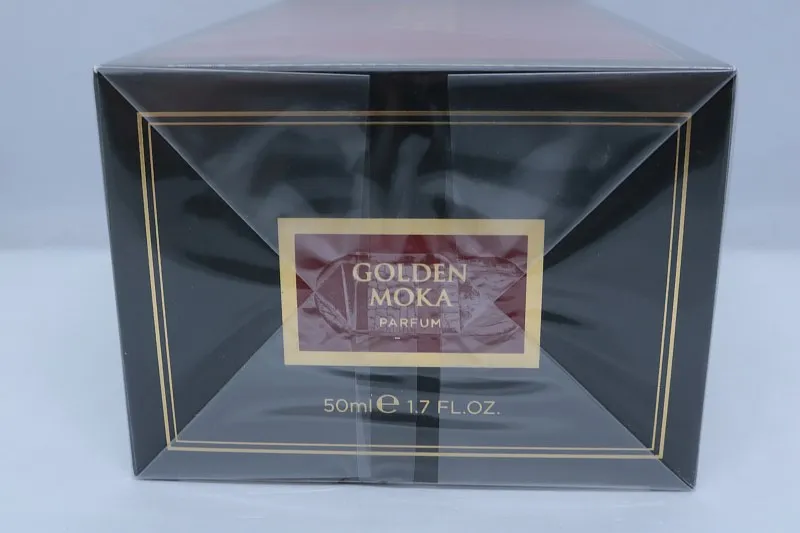 GOLDEN
MOKA
PARFUM
50ml e 1.7 FL.OZ.